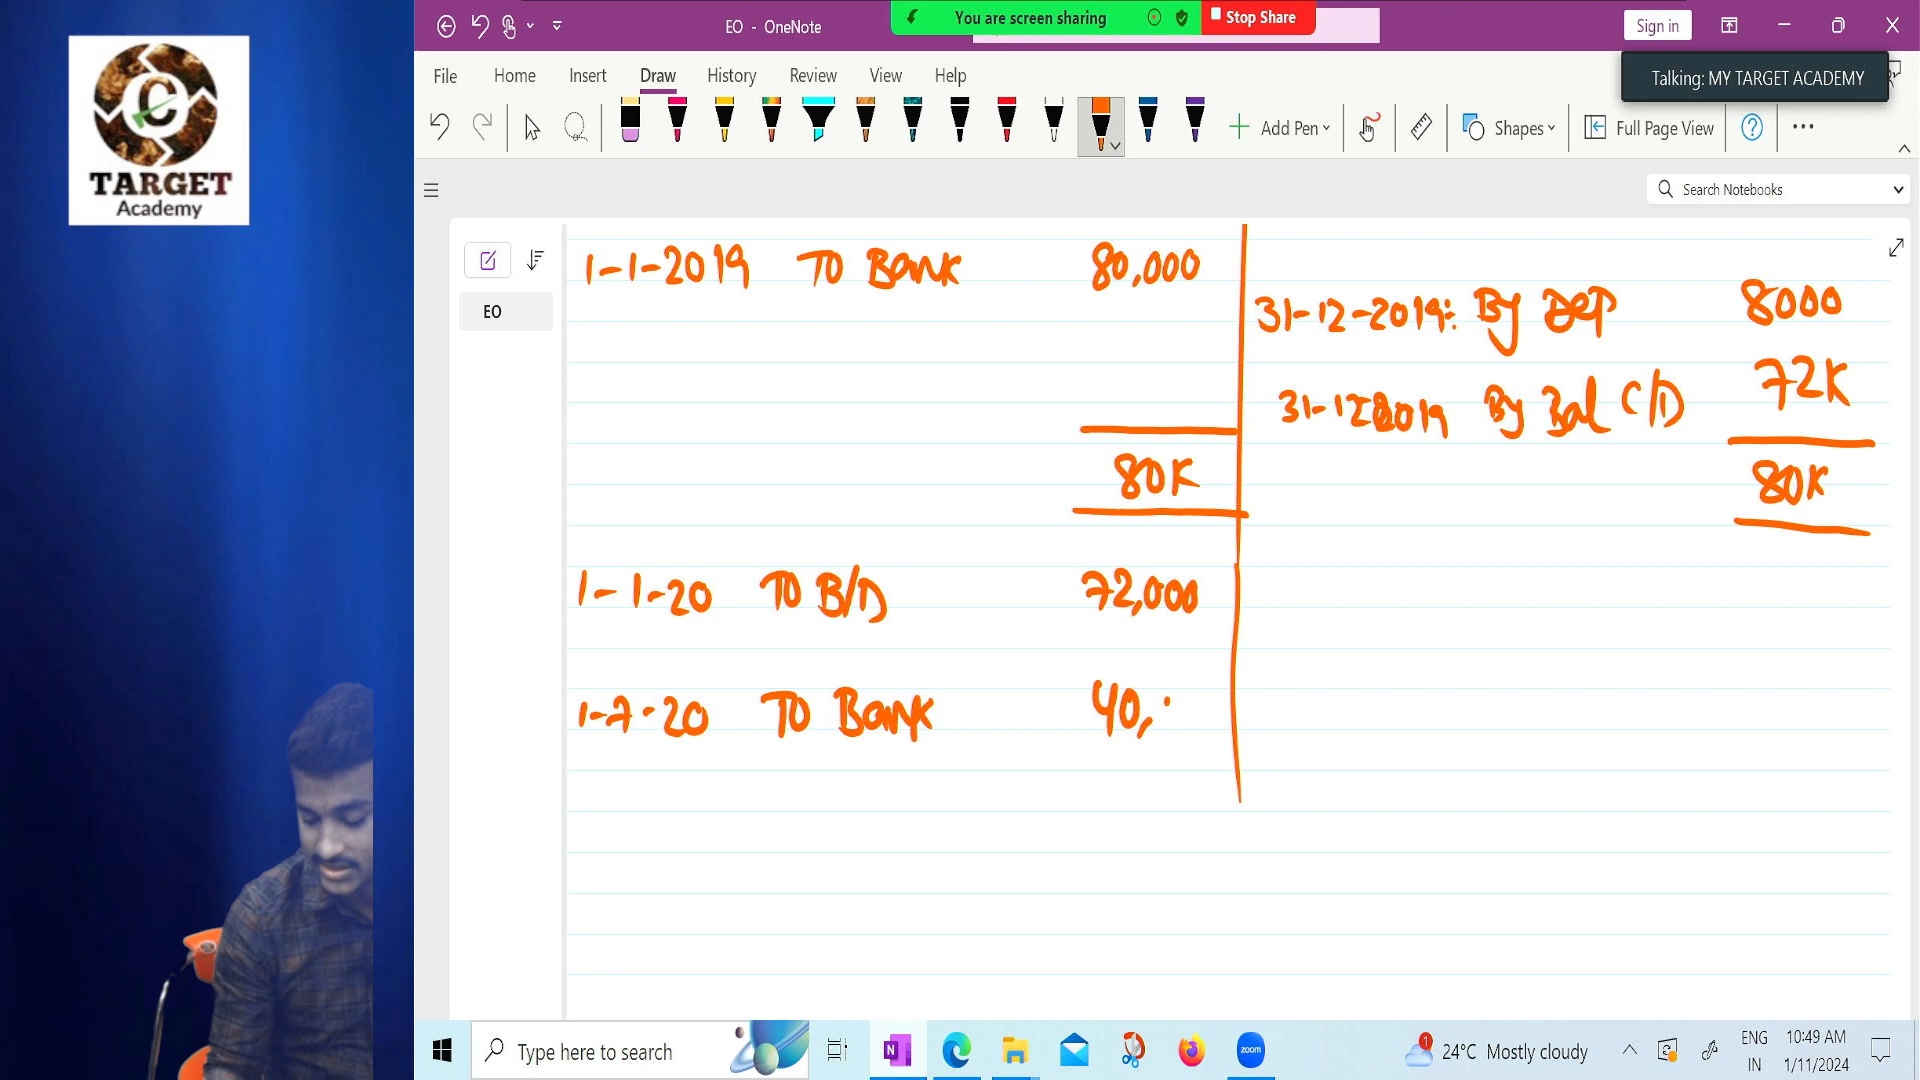 TARGET
Academy
EO - OneNote
You are screen sharing
Stop Share
Sign in
File Home Insert Draw History Review View Help
Talking: MY TARGET ACADEMY
Add Pen
Shapes
Full Page View
Search Notebooks
EO
1-1-2019 To Bank 80,000
31-12-2019: By Dep 8000
31-12-2019 By Bal C/D 72K
80K 80K
1-1-20 To B/D 72,000
1-7-20 To Bank 40,
Type here to search
N
zoom
1
24°C Mostly cloudy
ENG
IN
10:49 AM
1/11/2024